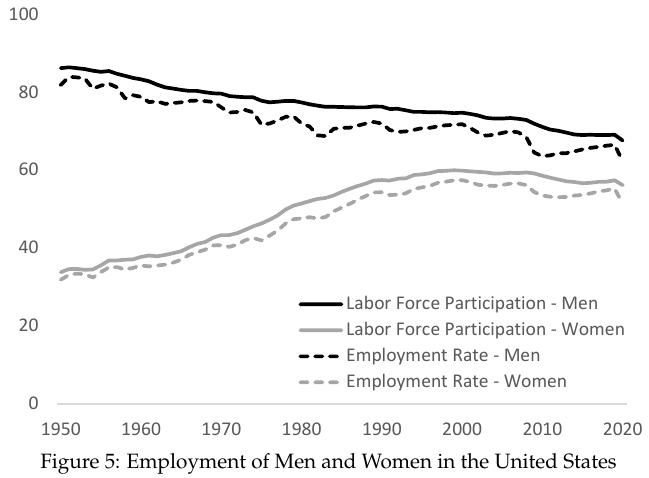 100
80
60
40
20
0
Labor Force Participation - Men
Labor Force Participation - Women
Employment Rate - Men
Employment Rate - Women
1950 1960 1970 1980 1990 2000 2010 2020
Figure 5: Employment of Men and Women in the United States